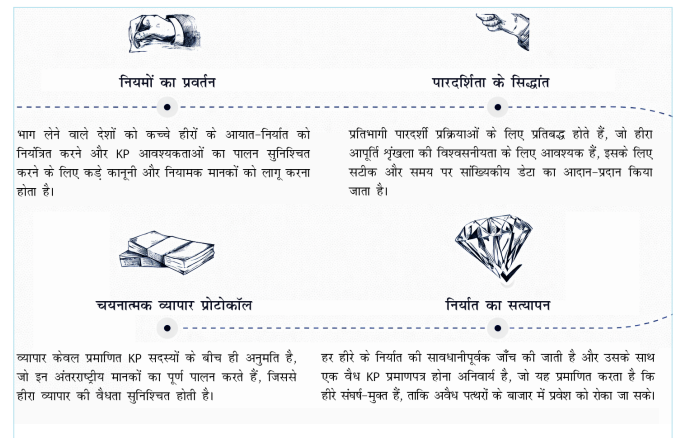 नियमों का प्रवर्तन
पारदर्शिता के सिद्धांत
भाग लेने वाले देशों को कच्चे हीरों के आयात-निर्यात को
नियंत्रित करने और KP आवश्यकताओं का पालन सुनिश्चित
करने के लिए कड़े कानूनी और नियामक मानकों को लागू करना
होता है।
प्रतिभागी पारदर्शी प्रक्रियाओं के लिए प्रतिबद्ध होते हैं, जो हीरा
आपूर्ति शृंखला की विश्वसनीयता के लिए आवश्यक हैं, इसके लिए
सटीक और समय पर सांख्यिकीय डेटा का आदान-प्रदान किया
जाता है।
चयनात्मक व्यापार प्रोटोकॉल
निर्यात का सत्यापन
व्यापार केवल प्रमाणित KP सदस्यों के बीच ही अनुमति है,
जो इन अंतरराष्ट्रीय मानकों का पूर्ण पालन करते हैं, जिससे
हीरा व्यापार की वैधता सुनिश्चित होती है।
हर हीरे के निर्यात की सावधानीपूर्वक जाँच की जाती है और उसके साथ
एक वैध KP प्रमाणपत्र होना अनिवार्य है, जो यह प्रमाणित करता है कि
हीरे संघर्ष-मुक्त हैं, ताकि अवैध पत्थरों के बाजार में प्रवेश को रोका जा सके।